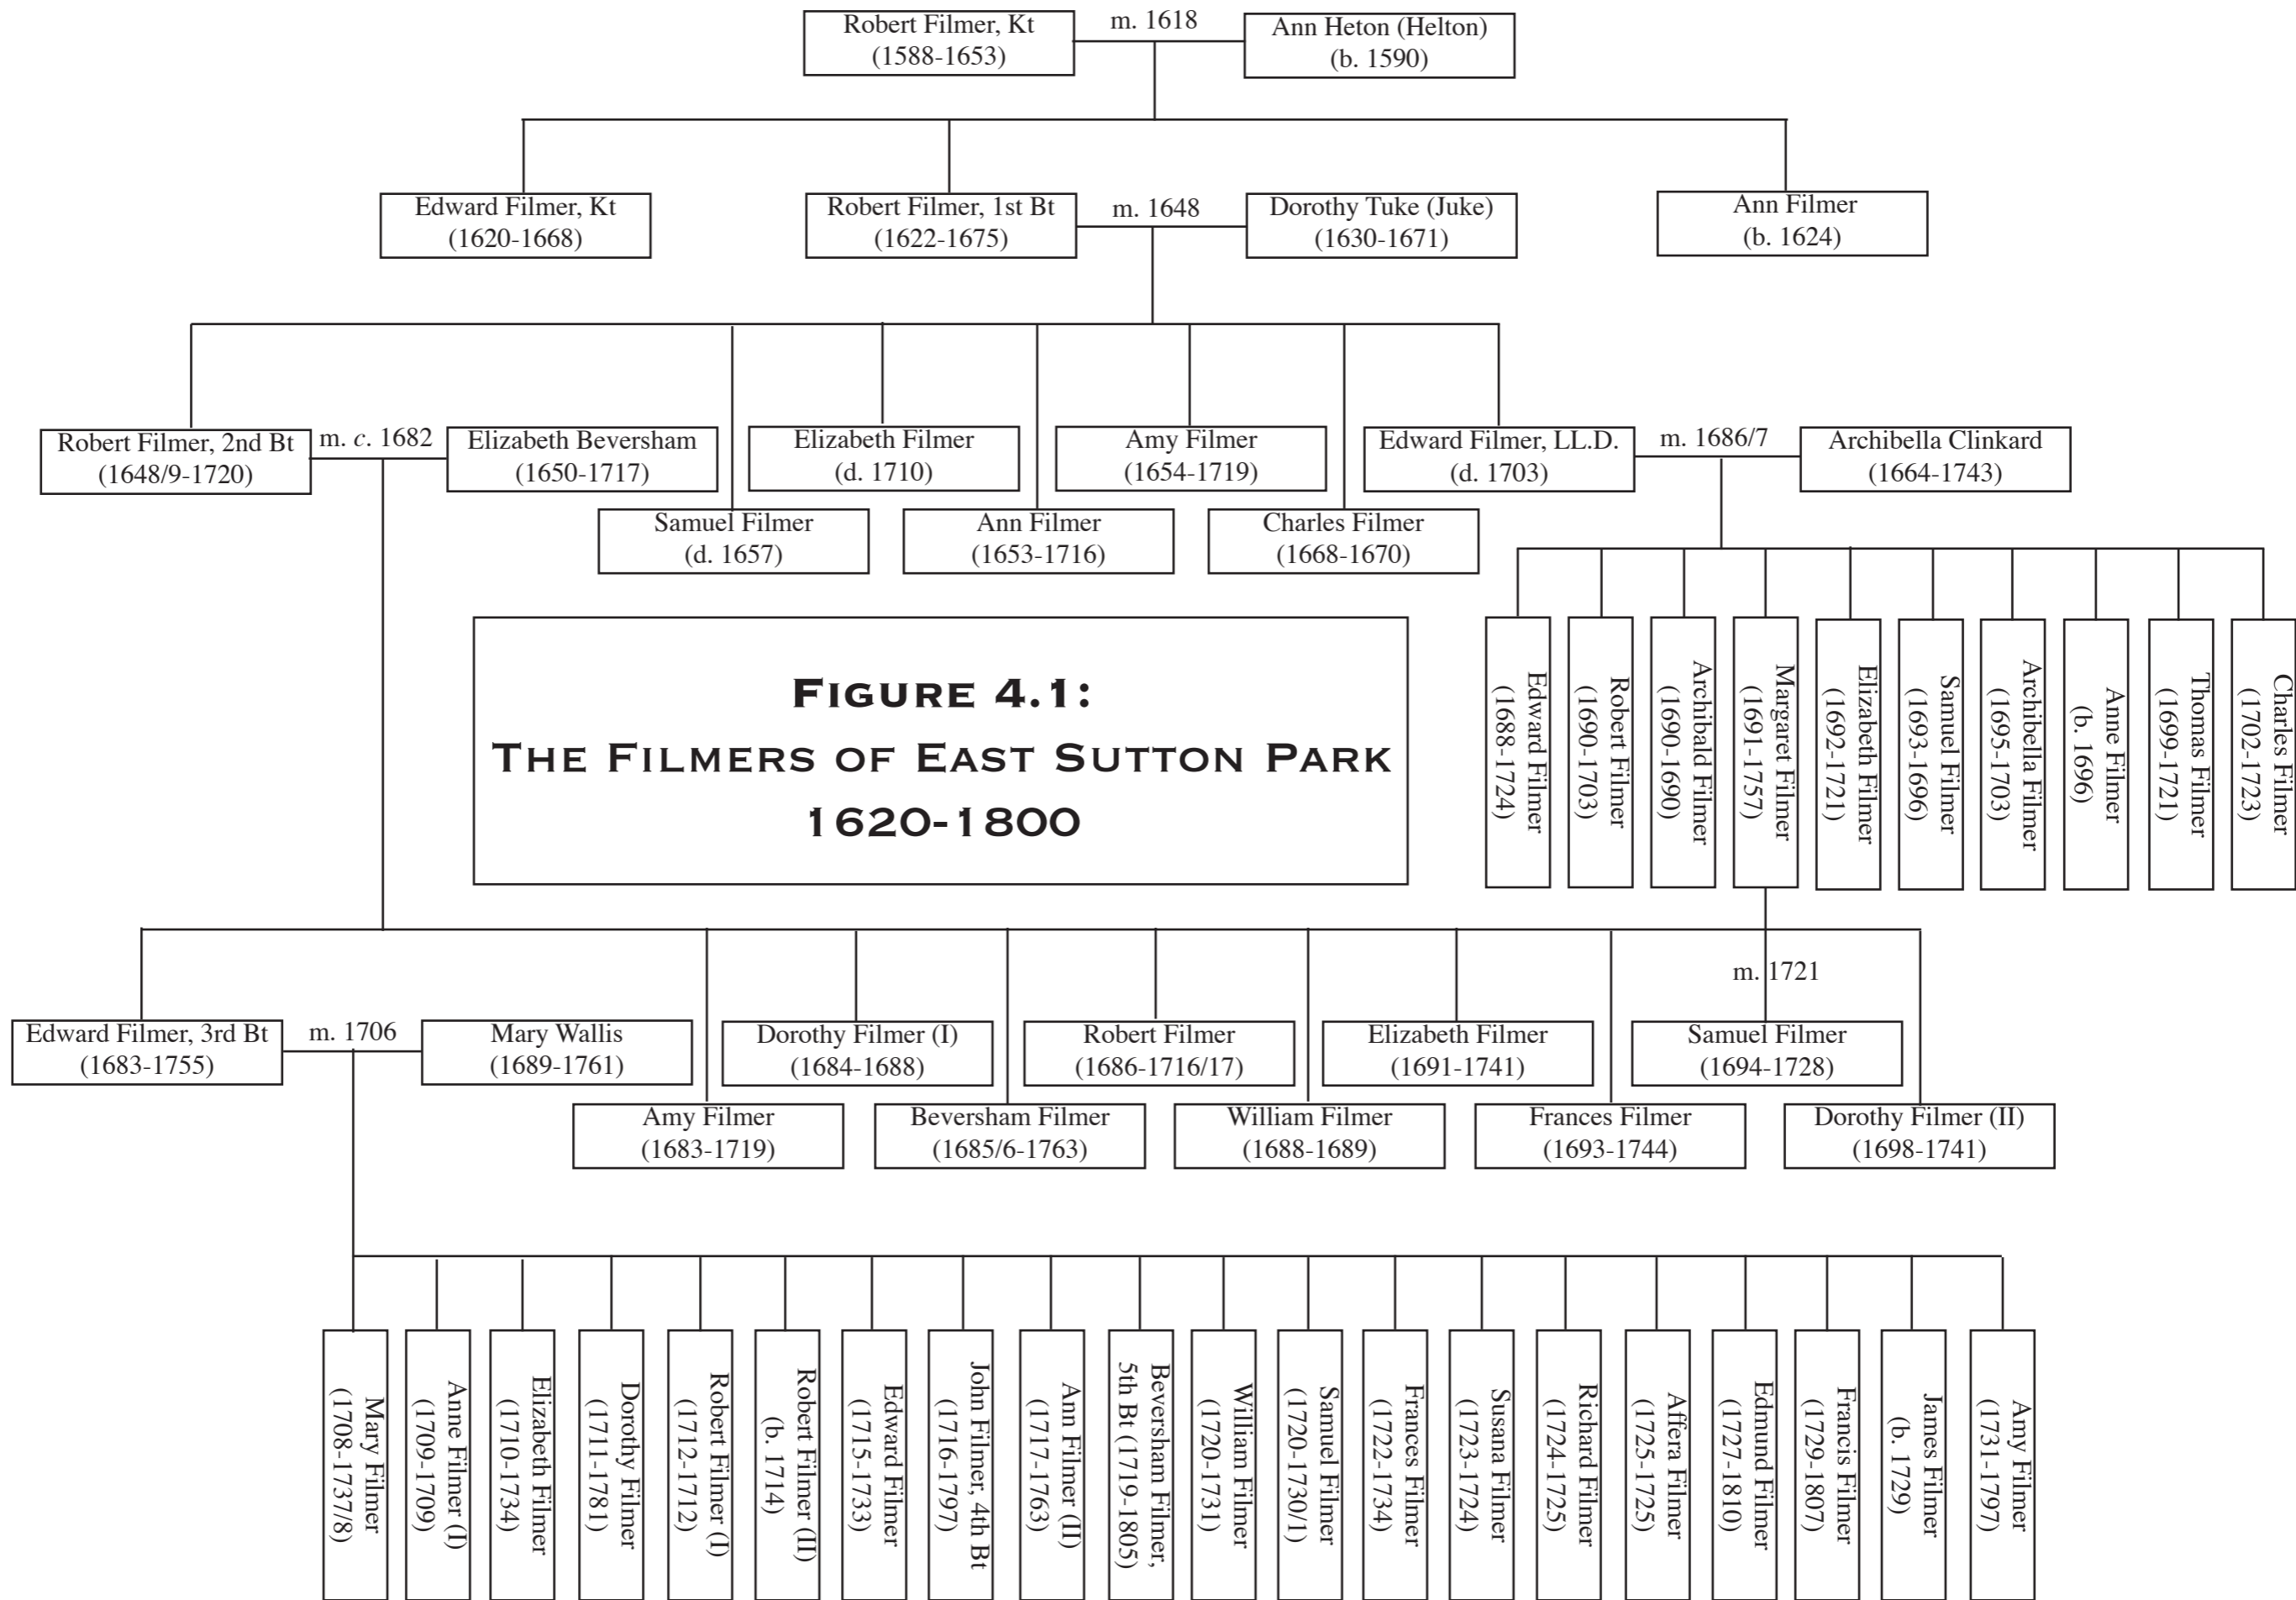 Robert Filmer, Kt
(1588-1653)
m. 1618
Ann Heton (Helton)
(b. 1590)
Edward Filmer, Kt
(1620-1668)
Robert Filmer, 1st Bt
(1622-1675)
m. 1648
Dorothy Tuke (Juke)
(1630-1671)
Ann Filmer
(b. 1624)
Robert Filmer, 2nd Bt
(1648/9-1720)
m. c. 1682
Elizabeth Beversham
(1650-1717)
Elizabeth Filmer
(d. 1710)
Amy Filmer
(1654-1719)
Edward Filmer, LL.D.
(d. 1703)
m. 1686/7
Archibella Clinkard
(1664-1743)
Samuel Filmer
(d. 1657)
Ann Filmer
(1653-1716)
Charles Filmer
(1668-1670)
FIGURE 4.1:
THE FILMERS OF EAST SUTTON PARK
1620-1800
Edward Filmer
(1688-1724)
Robert Filmer
(1690-1703)
Archibald Filmer
(1690-1690)
Margaret Filmer
(1691-1757)
Elizabeth Filmer
(1692-1721)
Samuel Filmer
(1693-1696)
Archibella Filmer
(1695-1703)
Anne Filmer
(b. 1696)
Thomas Filmer
(1699-1721)
Charles Filmer
(1702-1723)
m. 1721
Edward Filmer, 3rd Bt
(1683-1755)
m. 1706
Mary Wallis
(1689-1761)
Dorothy Filmer (I)
(1684-1688)
Robert Filmer
(1686-1716/17)
Elizabeth Filmer
(1691-1741)
Samuel Filmer
(1694-1728)
Amy Filmer
(1683-1719)
Beversham Filmer
(1685/6-1763)
William Filmer
(1688-1689)
Frances Filmer
(1693-1744)
Dorothy Filmer (II)
(1698-1741)
Mary Filmer
(1708-1737/8)
Anne Filmer (I)
(1709-1709)
Elizabeth Filmer
(1710-1734)
Dorothy Filmer
(1711-1781)
Robert Filmer (I)
(1712-1712)
Robert Filmer (II)
(b. 1714)
Edward Filmer
(1715-1733)
John Filmer, 4th Bt
(1716-1797)
Ann Filmer (II)
(1717-1763)
Beversham Filmer,
5th Bt (1719-1805)
William Filmer
(1720-1731)
Samuel Filmer
(1720-1730/1)
Frances Filmer
(1722-1734)
Susana Filmer
(1723-1724)
Richard Filmer
(1724-1725)
Affera Filmer
(1725-1725)
Edmund Filmer
(1727-1810)
Francis Filmer
(1729-1807)
James Filmer
(b. 1729)
Amy Filmer
(1731-1797)